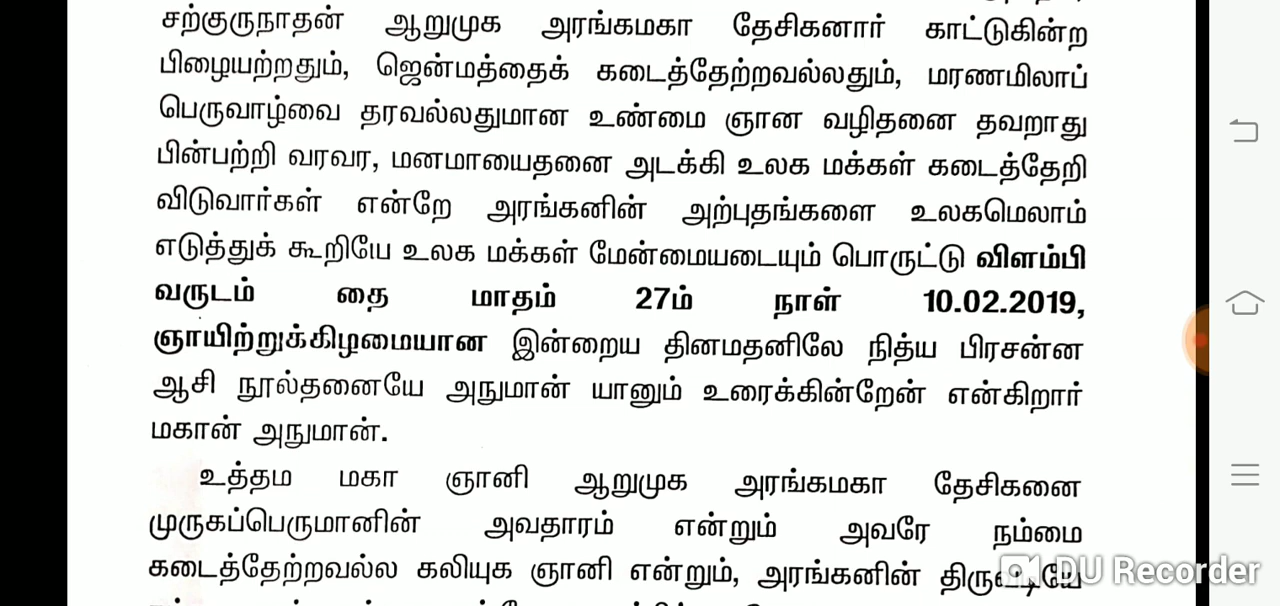 சற்குருநாதன் ஆறுமுக அரங்கமகா தேசிகனார் காட்டுகின்ற
பிழையற்றதும், ஜென்மத்தைக் கடைத்தேற்றவல்லதும், மரணமிலாப்
பெருவாழ்வை தரவல்லதுமான உண்மை ஞான வழிதனை தவறாது
பின்பற்றி வரவர, மனமாயைதனை அடக்கி உலக மக்கள் கடைத்தேறி
விடுவார்கள் என்றே அரங்கனின் அற்புதங்களை உலகமெலாம்
எடுத்துக் கூறியே உலக மக்கள் மேன்மையடையும் பொருட்டு விளம்பி
வருடம் தை மாதம் 27ம் நாள் 10.02.2019,
ஞாயிற்றுக்கிழமையான இன்றைய தினமதனிலே நித்ய பிரசன்ன
ஆசி நூல்தனையே அநுமான் யானும் உரைக்கின்றேன் என்கிறார்
மகான் அநுமான்.
உத்தம மகா ஞானி ஆறுமுக அரங்கமகா தேசிகனை
முருகப்பெருமானின் அவதாரம் என்றும் அவரே நம்மை
கடைத்தேற்றவல்ல கலியுக ஞானி என்றும், அரங்கனின் திருவடியே
DU Recorder